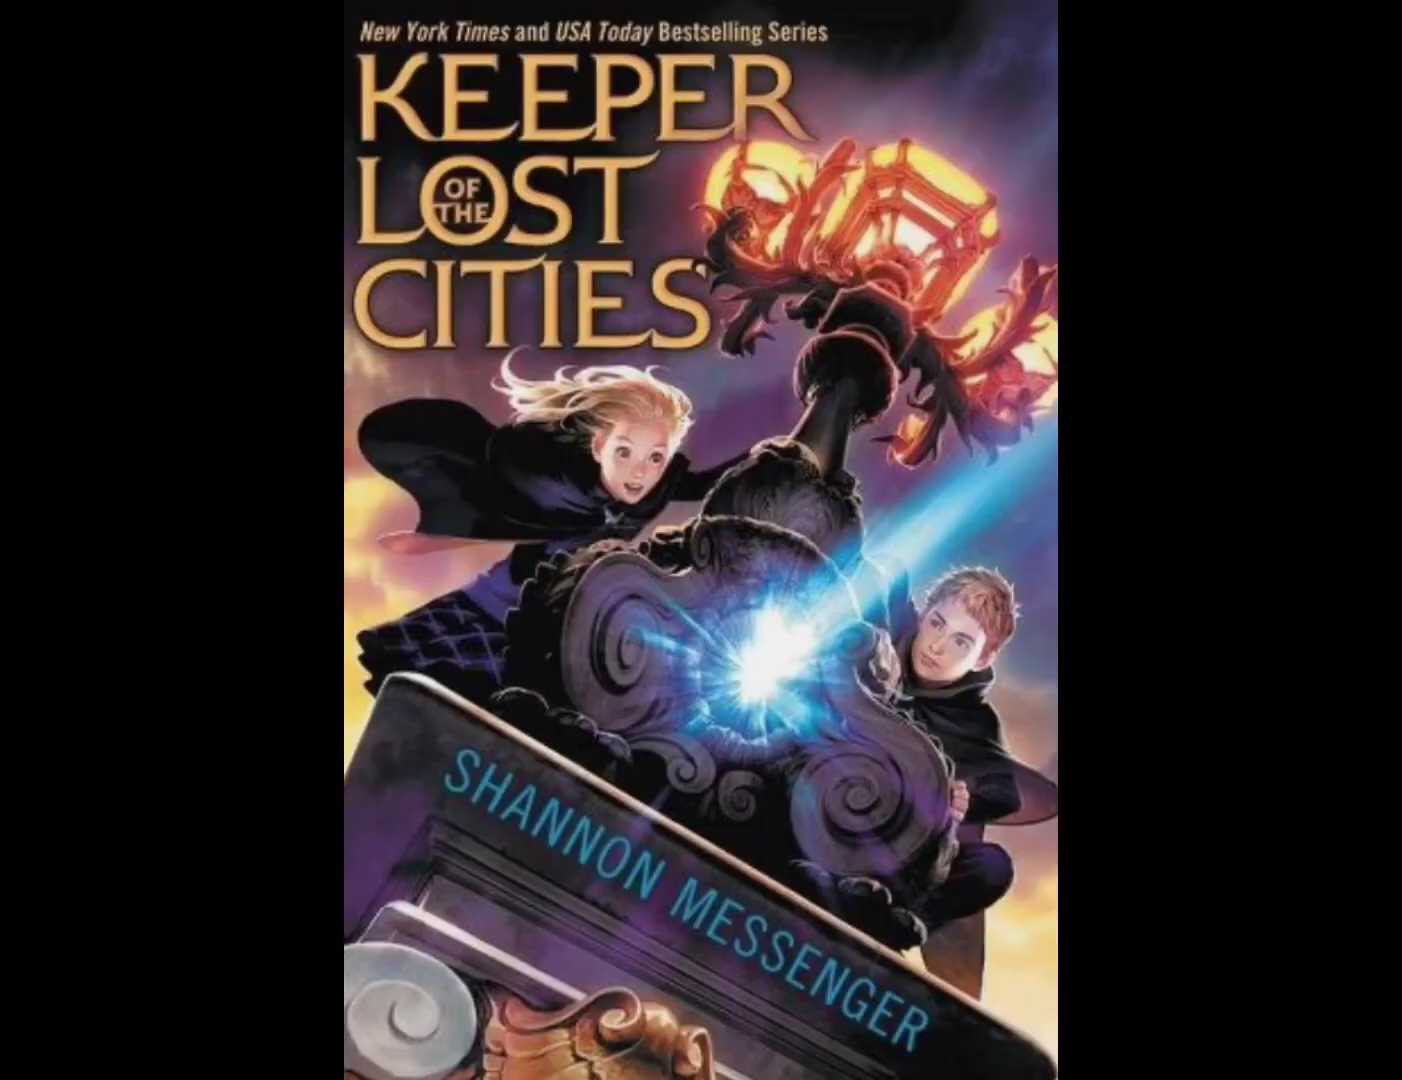 New York Times and USA Today Bestselling Series
KEEPER
OF THE
LOST
CITIES
SHANNON MESSENGER